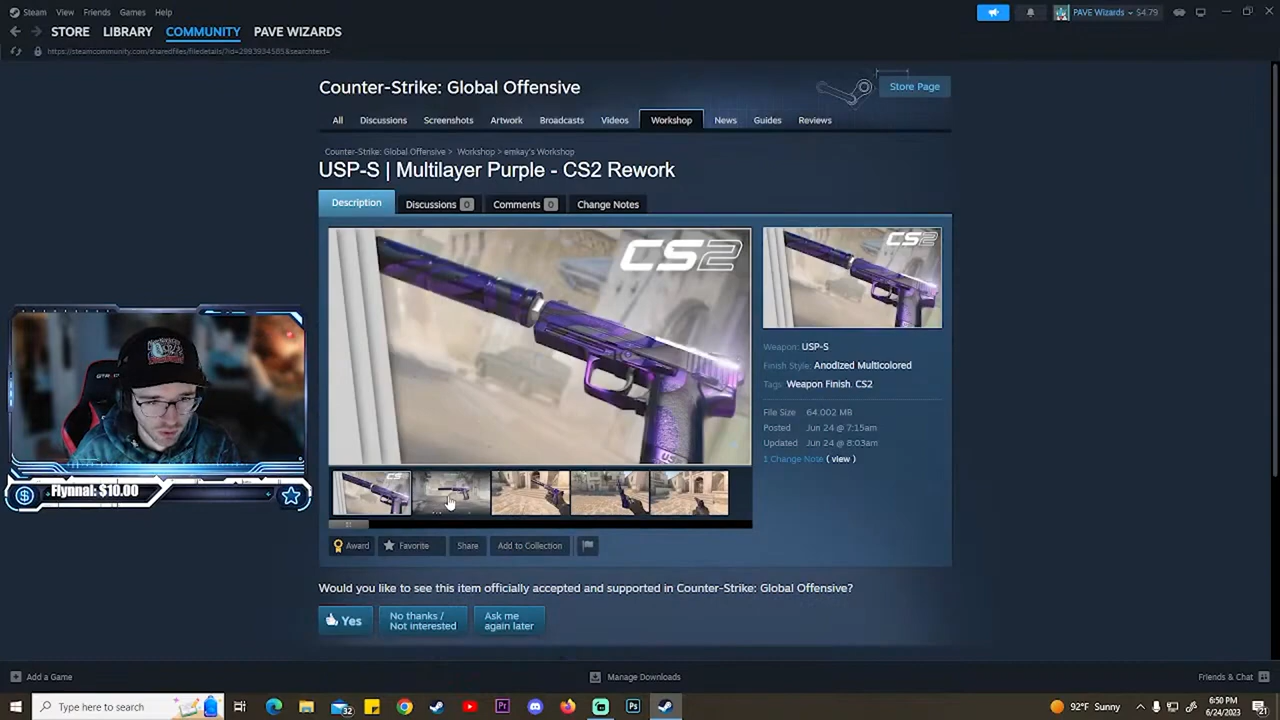 Steam View Friends Games Help
PAVE Wizards $4.79
STORE LIBRARY COMMUNITY PAVE WIZARDS
Counter-Strike: Global Offensive
Store Page
All Discussions Screenshots Artwork Broadcasts Videos Workshop News Guides Reviews
Counter-Strike: Global Offensive > Workshop > emkay's Workshop
USP-S | Multilayer Purple - CS2 Rework
Description Discussions 0 Comments 0 Change Notes
CS2
CS2
Weapon: USP-S
Finish Style: Anodized Multicolored
Tags: Weapon Finish, CS2
File Size 64.002 MB
Posted Jun 24 @ 7:15am
Updated Jun 24 @ 8:03am
1 Change Note ( view )
Flynnal: $10.00
Award Favorite Share Add to Collection
Would you like to see this item officially accepted and supported in Counter-Strike: Global Offensive?
Yes
No thanks /
Not interested
Ask me
again later
Add a Game Manage Downloads Friends & Chat
Type here to search
32
92°F Sunny
6:50 PM
6/24/2023